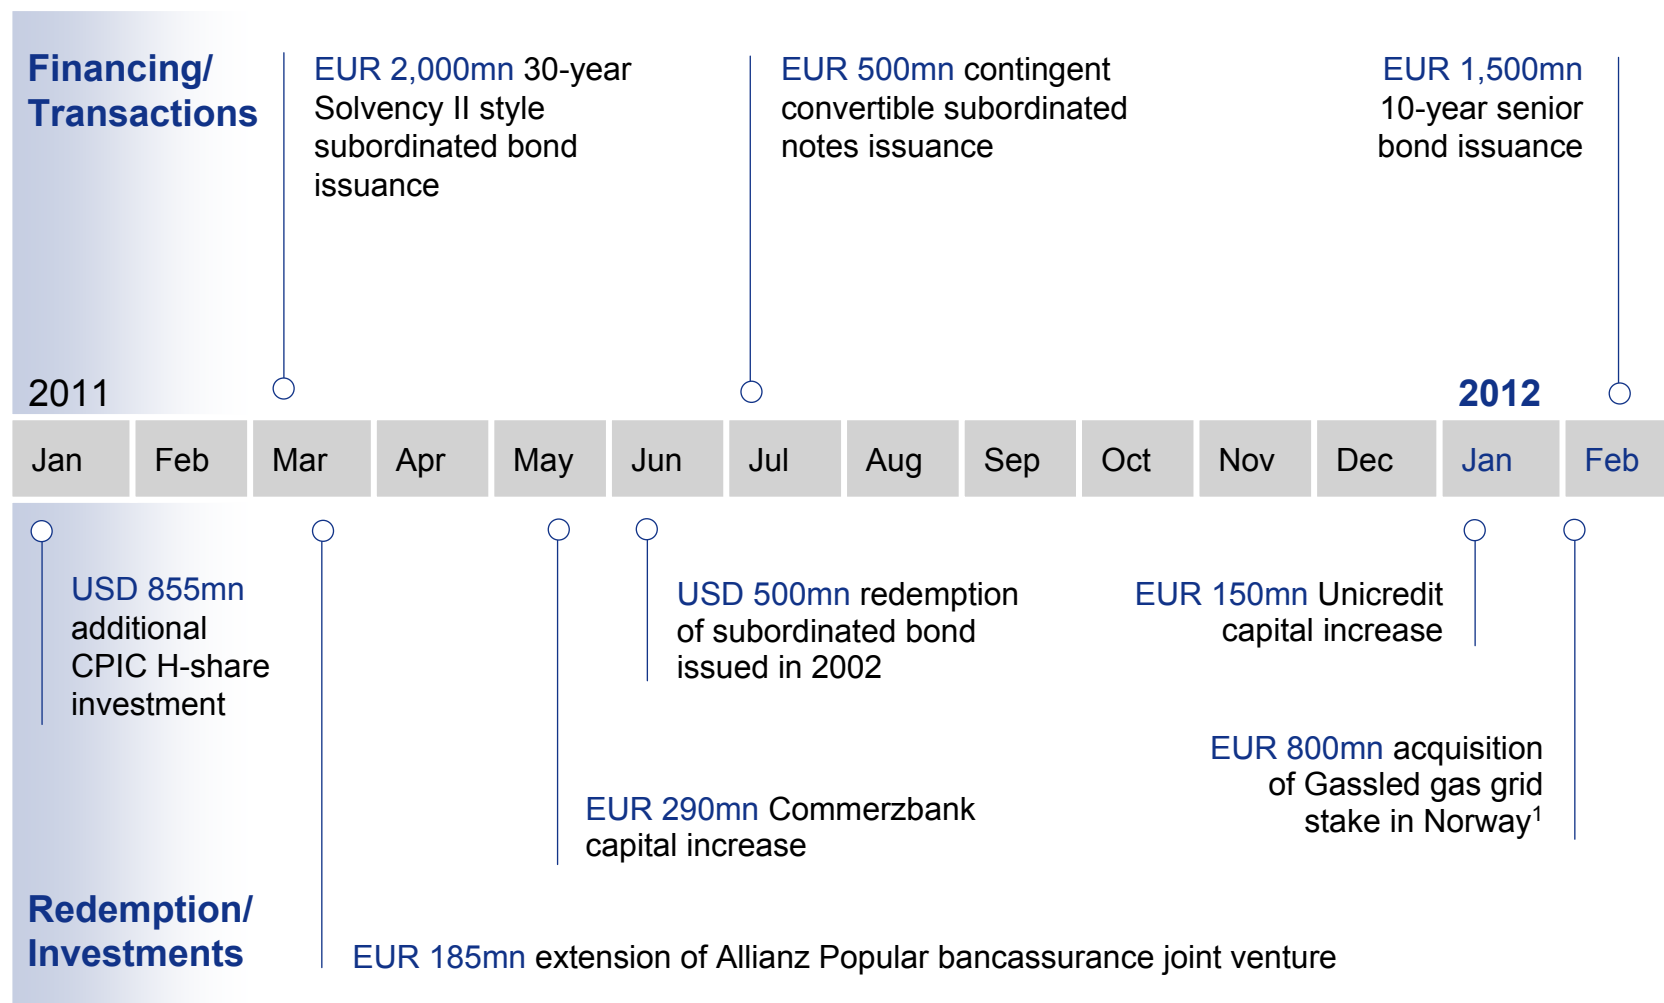 Financing/
Transactions
EUR 2,000mn 30-year
Solvency II style
subordinated bond
issuance
EUR 500mn contingent
convertible subordinated
notes issuance
EUR 1,500mn
10-year senior
bond issuance
2011
2012
Jan Feb Mar Apr May Jun Jul Aug Sep Oct Nov Dec Jan Feb
USD 855mn
additional
CPIC H-share
investment
USD 500mn redemption
of subordinated bond
issued in 2002
EUR 150mn Unicredit
capital increase
EUR 800mn acquisition
of Gassled gas grid
stake in Norway¹
EUR 290mn Commerzbank
capital increase
Redemption/
Investments
EUR 185mn extension of Allianz Popular bancassurance joint venture